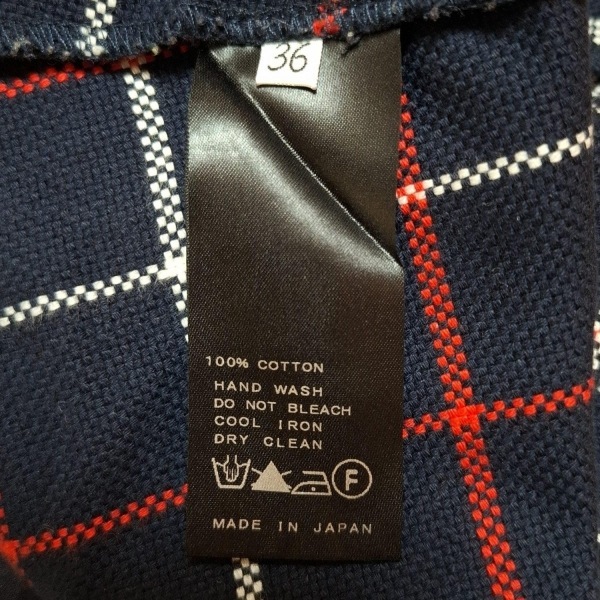 36
100% COTTON
HAND WASH
DO NOT BLEACH
COOL IRON
DRY CLEAN
F
MADE IN JAPAN